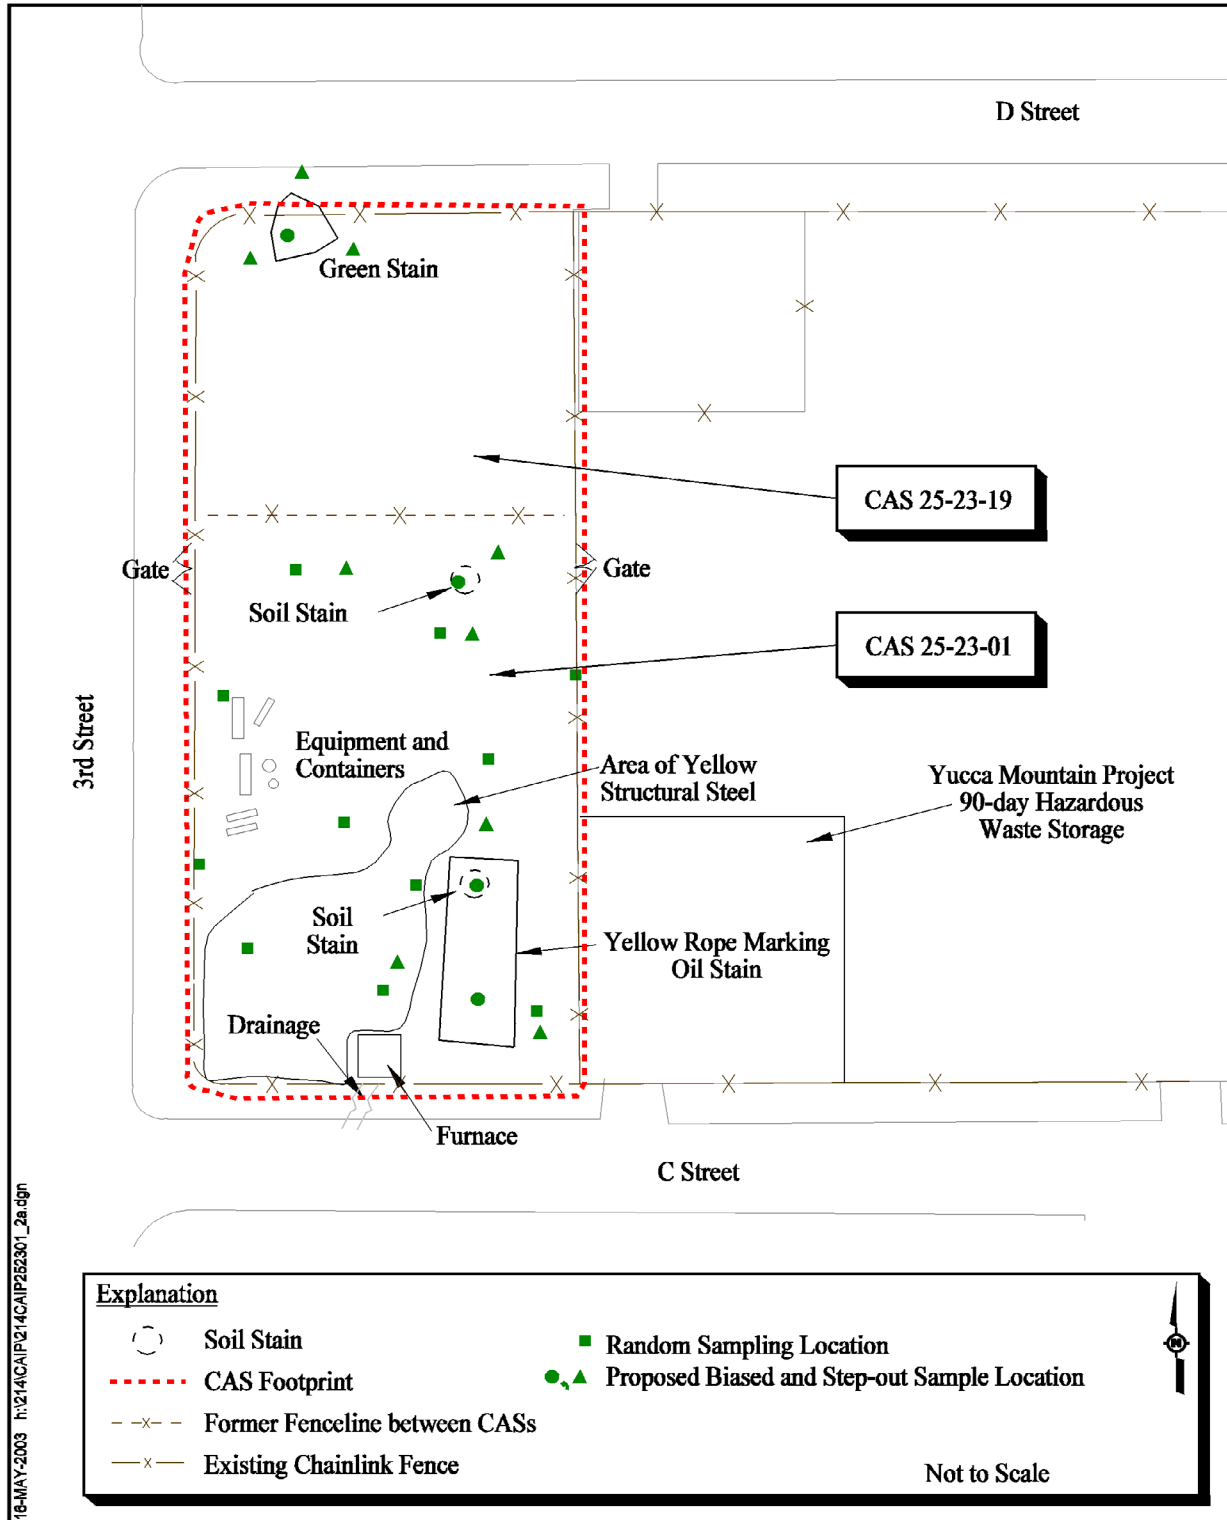 D Street
Green Stain
CAS 25-23-19
Gate
Gate
Soil Stain
CAS 25-23-01
3rd Street
Equipment and
Containers
Area of Yellow
Structural Steel
Yucca Mountain Project
90-day Hazardous
Waste Storage
Soil
Stain
Yellow Rope Marking
Oil Stain
Drainage
Furnace
C Street
16-MAY-2003 h:\214\CAIP\214CAIP252301_2a.dgn
Explanation
Soil Stain
CAS Footprint
Former Fenceline between CASs
Existing Chainlink Fence
Random Sampling Location
Proposed Biased and Step-out Sample Location
N
Not to Scale